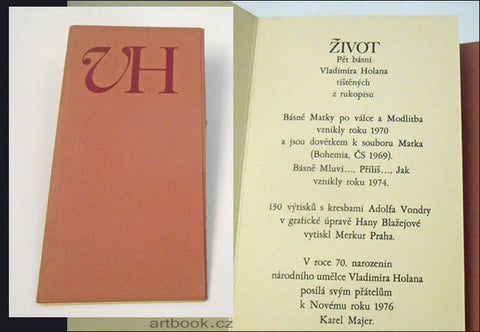 VH
ŽIVOT
Pět básní
Vladimíra Holana
tištěných
z rukopisu
Básně Matky po válce a Modlitba
vznikly roku 1970
a jsou dovětkem k souboru Matka
(Bohemia, ČS 1969).
Básně Mluví..., Příliš..., Jak
vznikly roku 1974.
130 výtisků s kresbami Adolfa Vondry
v grafické úpravě Hany Blažejové
vytiskl Merkur Praha.
V roce 70. narozenin
národního umělce Vladimíra Holana
posílá svým přátelům
k Novému roku 1976
Karel Majer.
artbook.cz